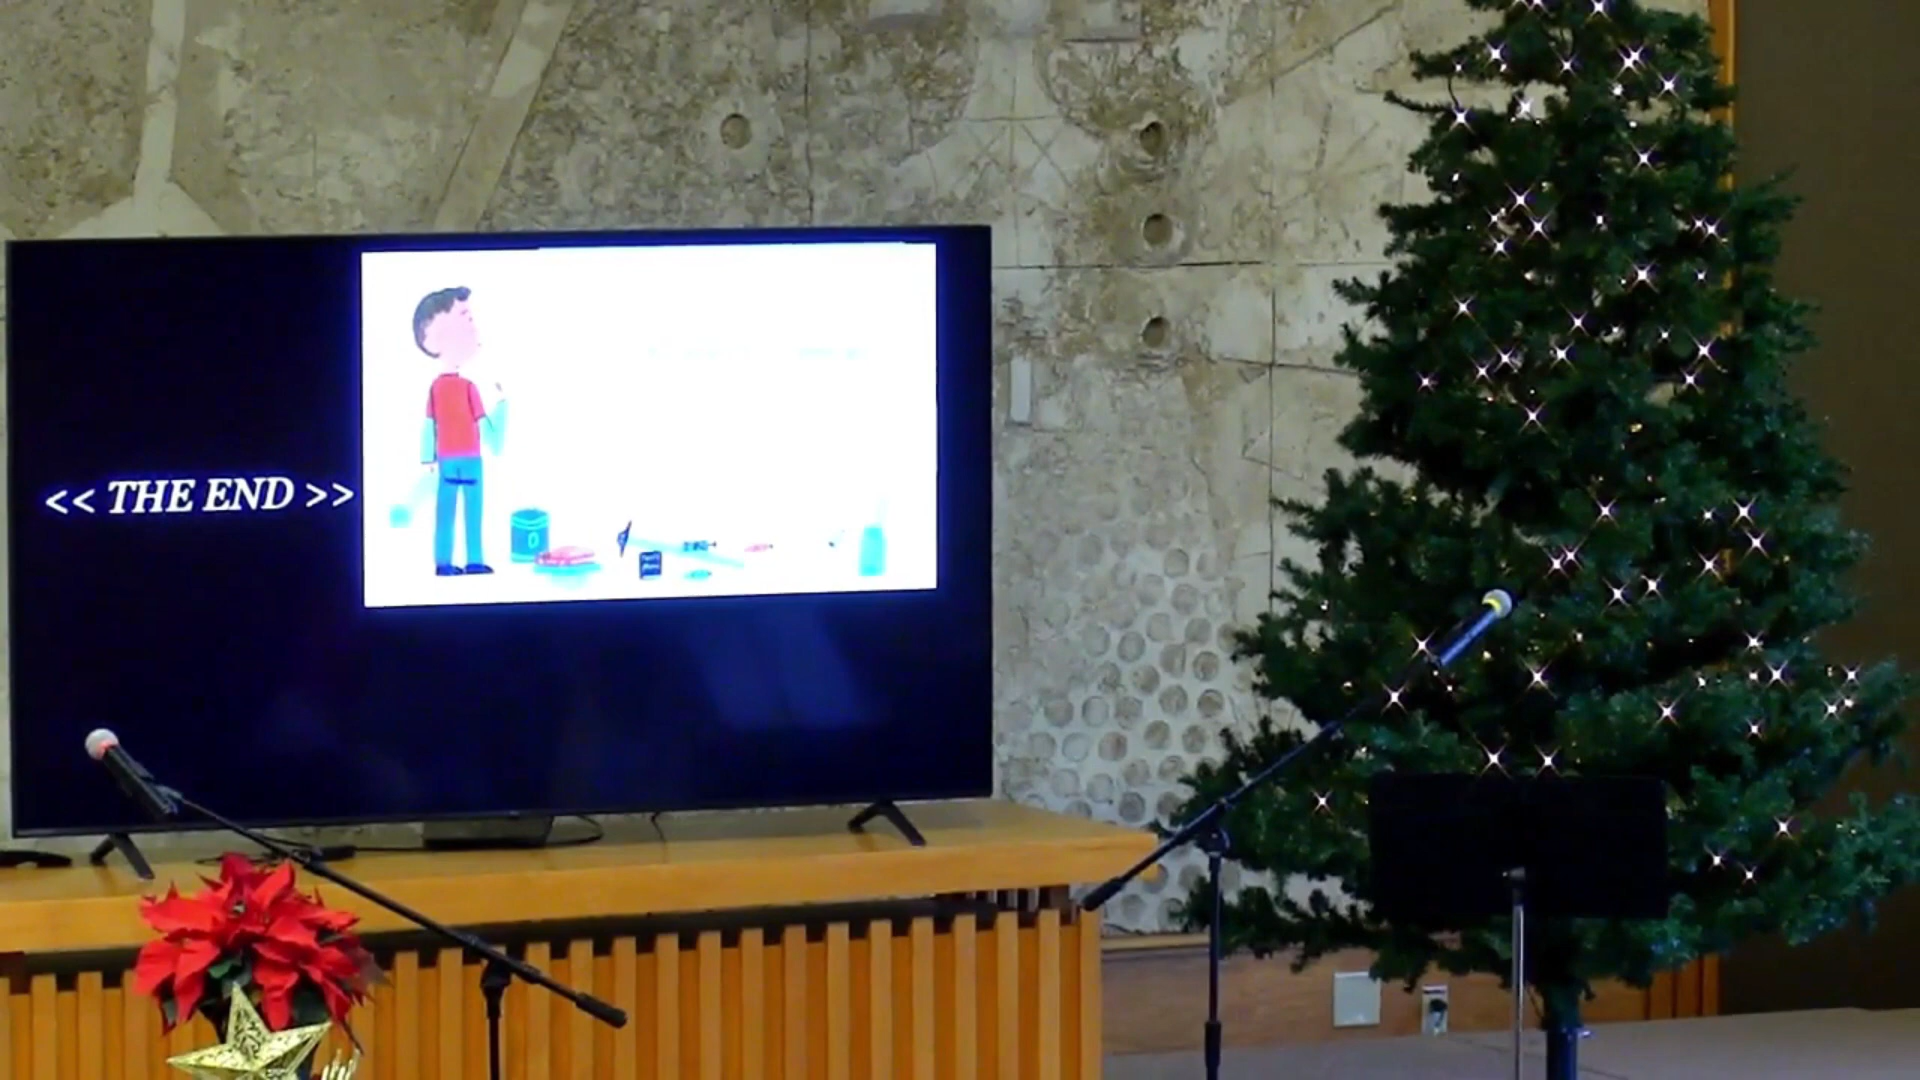 << THE END >>